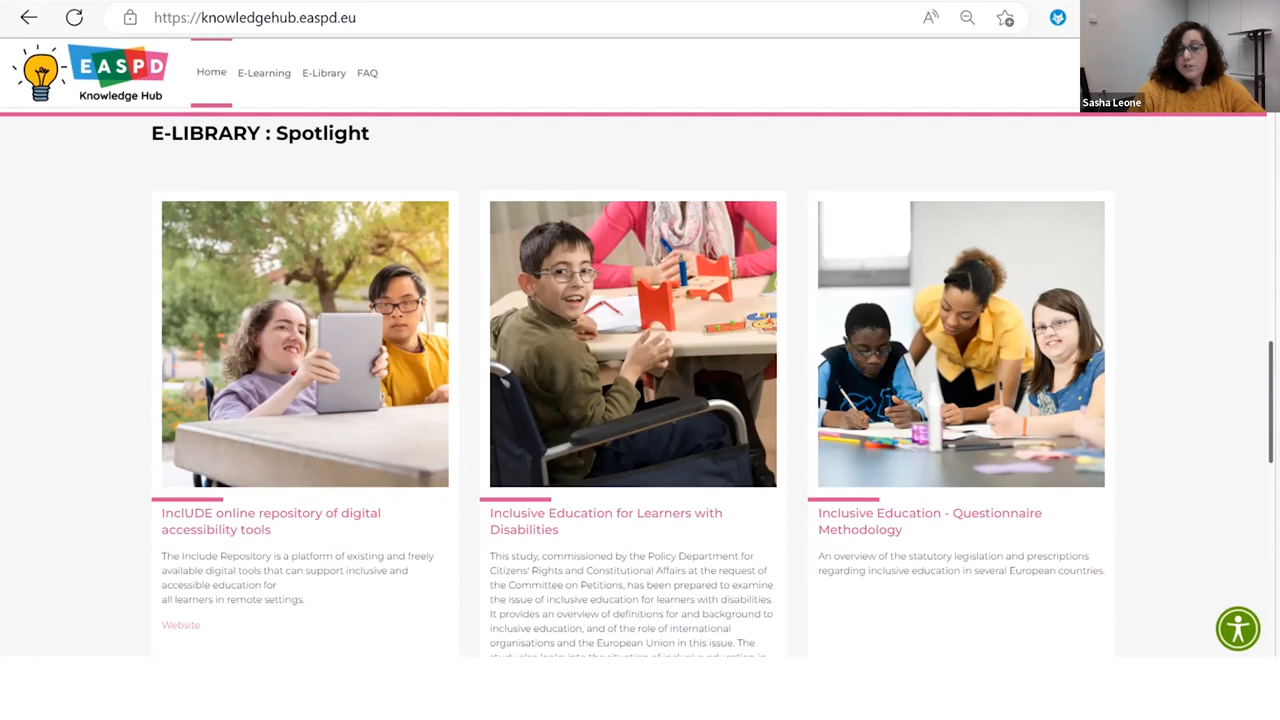 https://knowledgehub.easpd.eu
EASPD
Knowledge Hub
Home
E-Learning
E-Library
FAQ
Sasha Leone
E-LIBRARY : Spotlight
InclUDE online repository of digital
accessibility tools
The Include Repository is a platform of existing and freely
available digital tools that can support inclusive and
accessible education for
all learners in remote settings.
Website
Inclusive Education for Learners with
Disabilities
This study, commissioned by the Policy Department for
Citizens' Rights and Constitutional Affairs at the request of
the Committee on Petitions, has been prepared to examine
the issue of inclusive education for learners with disabilities.
It provides an overview of definitions for and background to
inclusive education, and of the role of international
organisations and the European Union in this issue. The
Inclusive Education - Questionnaire
Methodology
An overview of the statutory legislation and prescriptions
regarding inclusive education in several European countries.